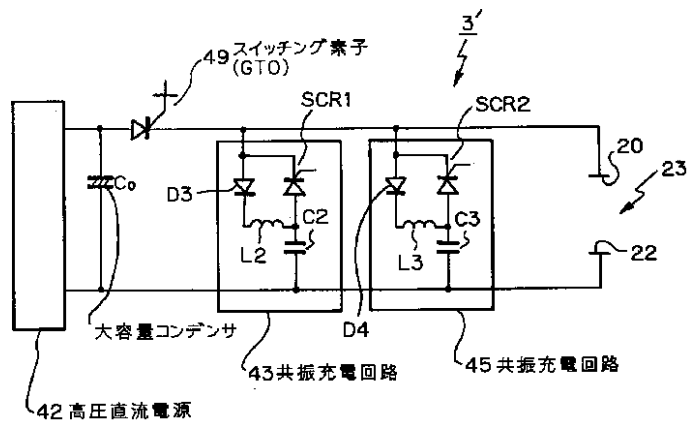 3'
49 スイッチング素子
(GTO)
SCR1
SCR2
20
23
D3
C2
C3
C0
L2
L3
22
大容量コンデンサ
D4
43 共振充電回路
45 共振充電回路
42 高圧直流電源